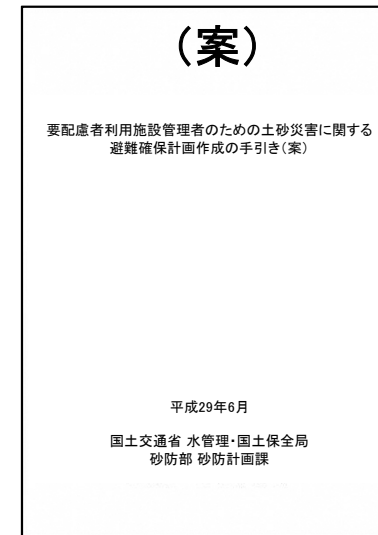 （案）
要配慮者利用施設管理者のための土砂災害に関する
避難確保計画作成の手引き（案）
平成29年6月
国土交通省 水管理・国土保全局
砂防部 砂防計画課